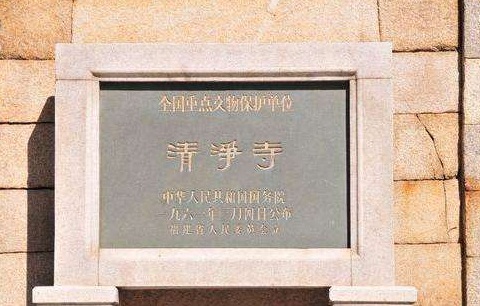 全国重点文物保护单位
清净寺
中华人民共和国国务院
一九六一年三月四日公布
福建省人民委员会立